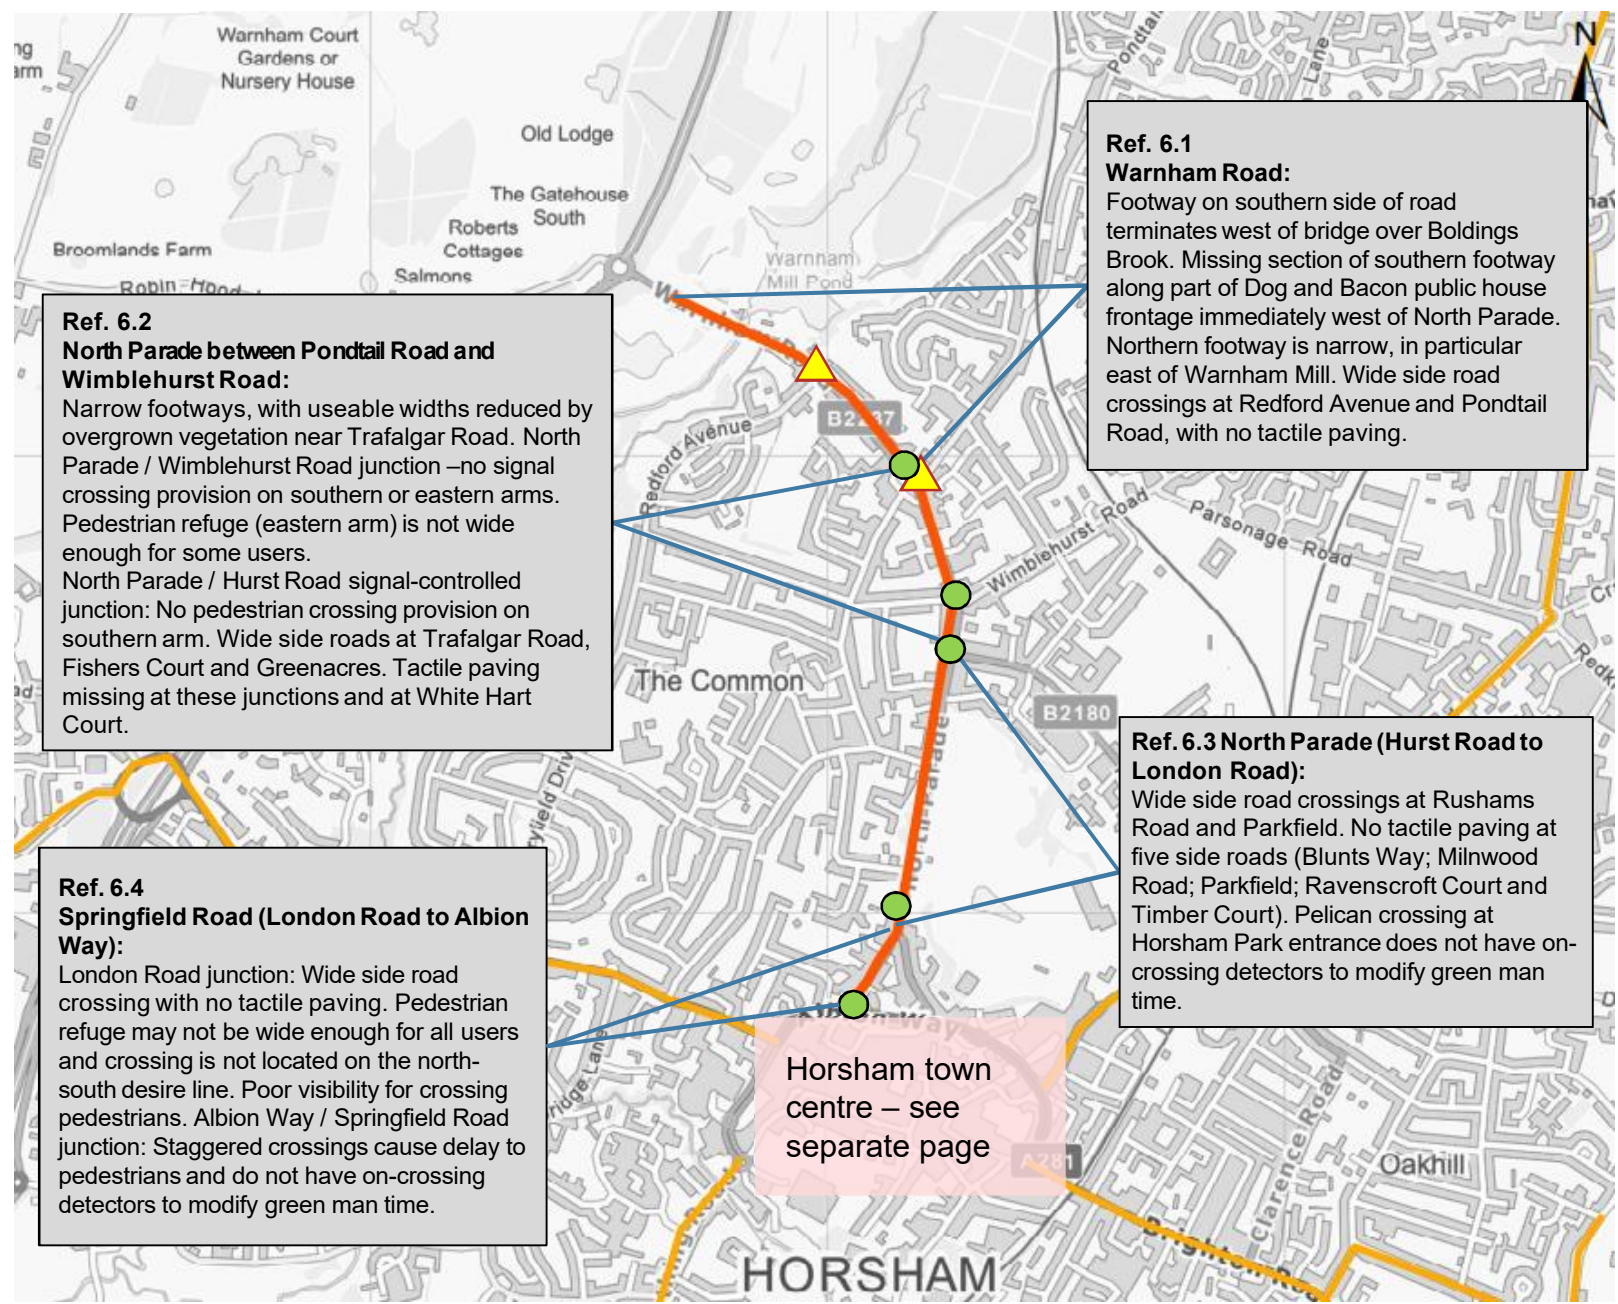 Warnham Court
Gardens or
Nursery House
N
Old Lodge
The Gatehouse
South
Roberts
Cottages
Broomlands Farm
Salmons
Warnham
Mill Pond
Lane
Ref. 6.1
Warnham Road:
Footway on southern side of road
terminates west of bridge over Boldings
Brook. Missing section of southern footway
along part of Dog and Bacon public house
frontage immediately west of North Parade.
Northern footway is narrow, in particular
east of Warnham Mill. Wide side road
crossings at Redford Avenue and Pondtail
Road, with no tactile paving.
Ref. 6.2
North Parade between Pondtail Road and
Wimblehurst Road:
Narrow footways, with useable widths reduced by
overgrown vegetation near Trafalgar Road. North
Parade / Wimblehurst Road junction –no signal
crossing provision on southern or eastern arms.
Pedestrian refuge (eastern arm) is not wide
enough for some users.
North Parade / Hurst Road signal-controlled
junction: No pedestrian crossing provision on
southern arm. Wide side roads at Trafalgar Road,
Fishers Court and Greenacres. Tactile paving
missing at these junctions and at White Hart
Court.
Redford Avenue
Wimblehurst Road
Parsonage Road
The Common
B2180
North Parade
Ref. 6.3 North Parade (Hurst Road to
London Road):
Wide side road crossings at Rushams
Road and Parkfield. No tactile paving at
five side roads (Blunts Way; Milnwood
Road; Parkfield; Ravenscroft Court and
Timber Court). Pelican crossing at
Horsham Park entrance does not have on-
crossing detectors to modify green man
time.
Ref. 6.4
Springfield Road (London Road to Albion
Way):
London Road junction: Wide side road
crossing with no tactile paving. Pedestrian
refuge may not be wide enough for all users
and crossing is not located on the north-
south desire line. Poor visibility for crossing
pedestrians. Albion Way / Springfield Road
junction: Staggered crossings cause delay to
pedestrians and do not have on-crossing
detectors to modify green man time.
Horsham town
centre – see
separate page
A281
Clarence Road
Oakhill
HORSHAM